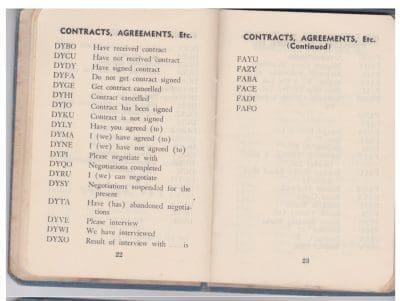 CONTRACTS, AGREEMENTS, Etc.
DYBO Have received contract
DYCU Have not received contract
DYDY Have signed contract
DYFA Do not get contract signed
DYGE Get contract cancelled
DYHI Contract cancelled
DYJO Contract has been signed
DYKU Contract is not signed
DYLY Have you agreed (to)
DYMA I (we) have agreed (to)
DYNE I (we) have not agreed (to)
DYPI Please negotiate with
DYQO Negotiations completed
DYRU I (we) can negotiate
DYSY Negotiations suspended for the
present
DYTA Have (has) abandoned negotia-
tions
DYVE Please interview
DYWI We have interviewed
DYXO Result of interview with .... is
22
CONTRACTS, AGREEMENTS, Etc.
(Continued)
FAYU
FAZY
FABA
FACE
FADI
FAFO
23